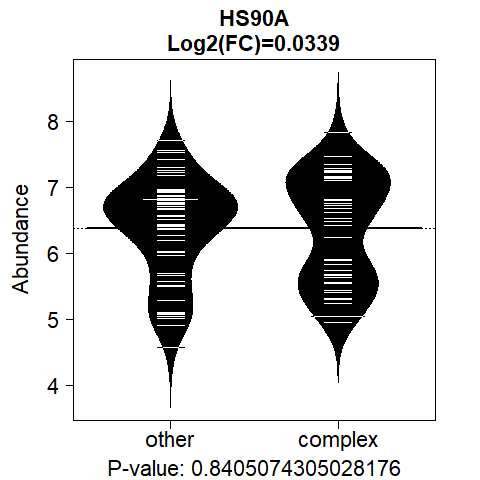 HS90A
Log2(FC)=0.0339
Abundance
8
7
6
5
4
other complex
P-value: 0.8405074305028176